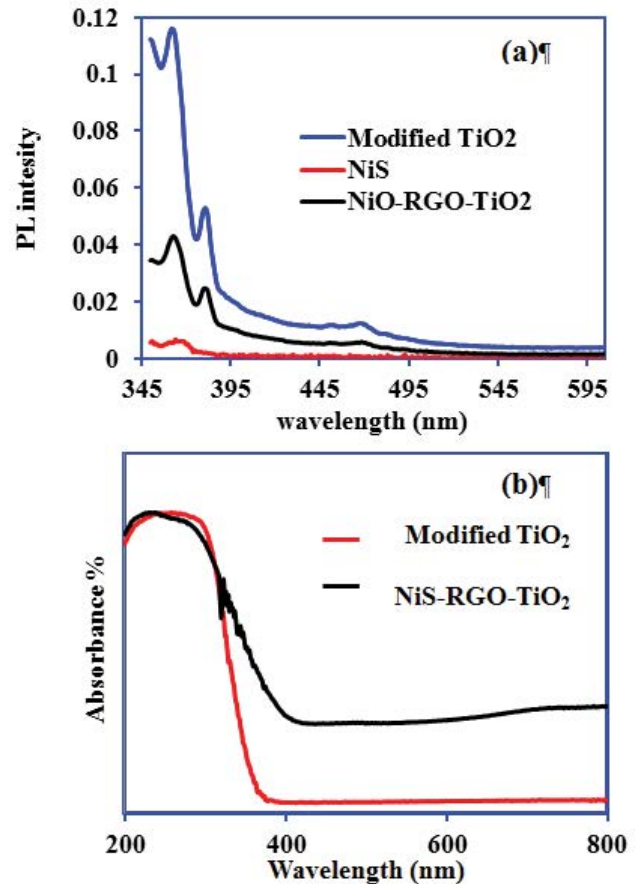 0.12
(a)¶
0.1
0.08
0.06
0.04
0.02
0
PL intesity
Modified TiO2
NiS
NiO-RGO-TiO2
345 395 445 495 545 595
wavelength (nm)
(b)¶
Modified TiO₂
NiS-RGO-TiO₂
Absorbance%
200 400 600 800
Wavelength (nm)